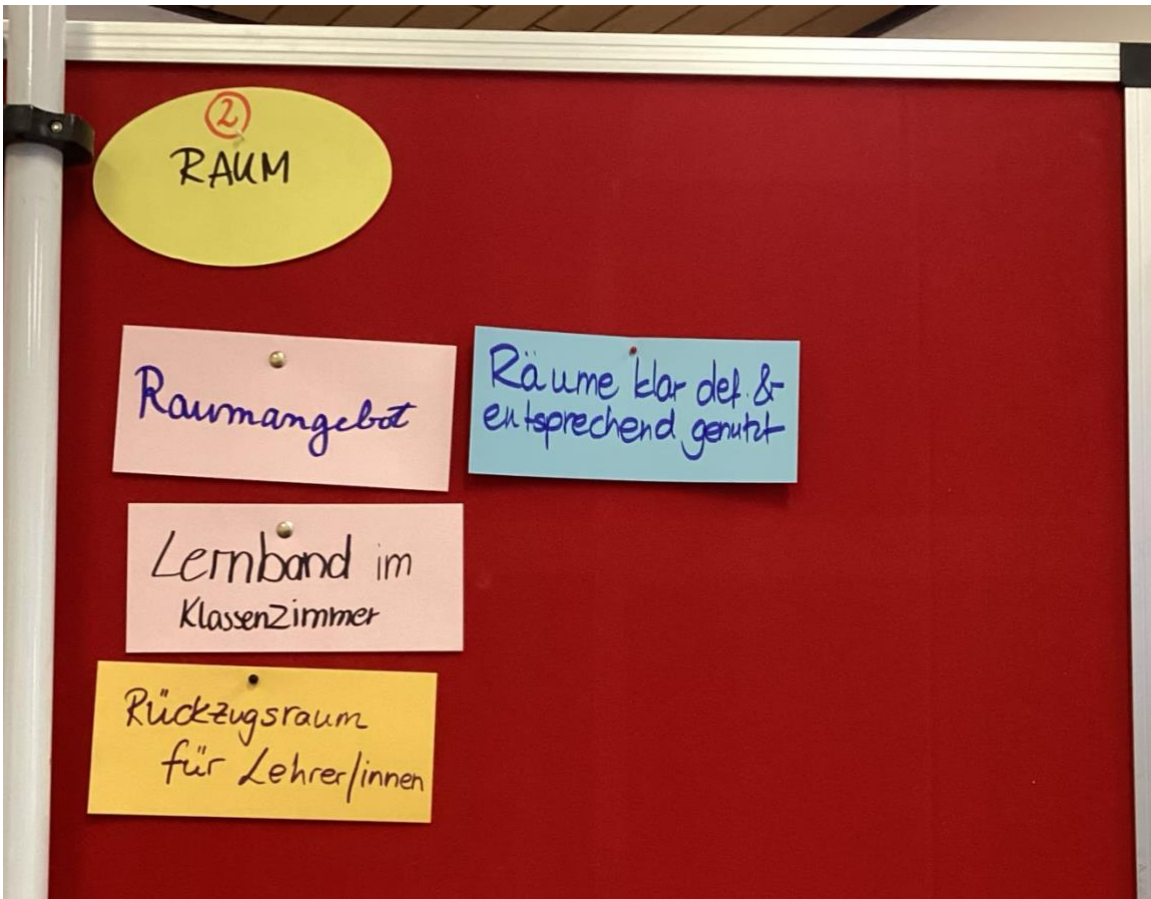 2
RAUM
Raumangebot
Räume klar def. &
entsprechend genutzt
Lernband im
Klassenzimmer
Rückzugsraum
für Lehrer/innen